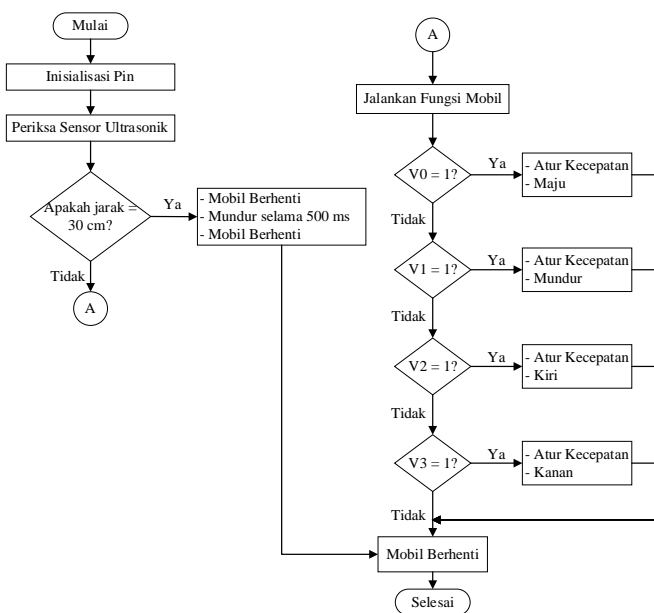 Mulai
Inisialisasi Pin
Periksa Sensor Ultrasonik
Apakah jarak =
30 cm?
Ya
- Mobil Berhenti
- Mundur selama 500 ms
- Mobil Berhenti
Tidak
A
A
Jalankan Fungsi Mobil
V0 = 1?
Ya
- Atur Kecepatan
- Maju
Tidak
V1 = 1?
Ya
- Atur Kecepatan
- Mundur
Tidak
V2 = 1?
Ya
- Atur Kecepatan
- Kiri
Tidak
V3 = 1?
Ya
- Atur Kecepatan
- Kanan
Tidak
Mobil Berhenti
Selesai